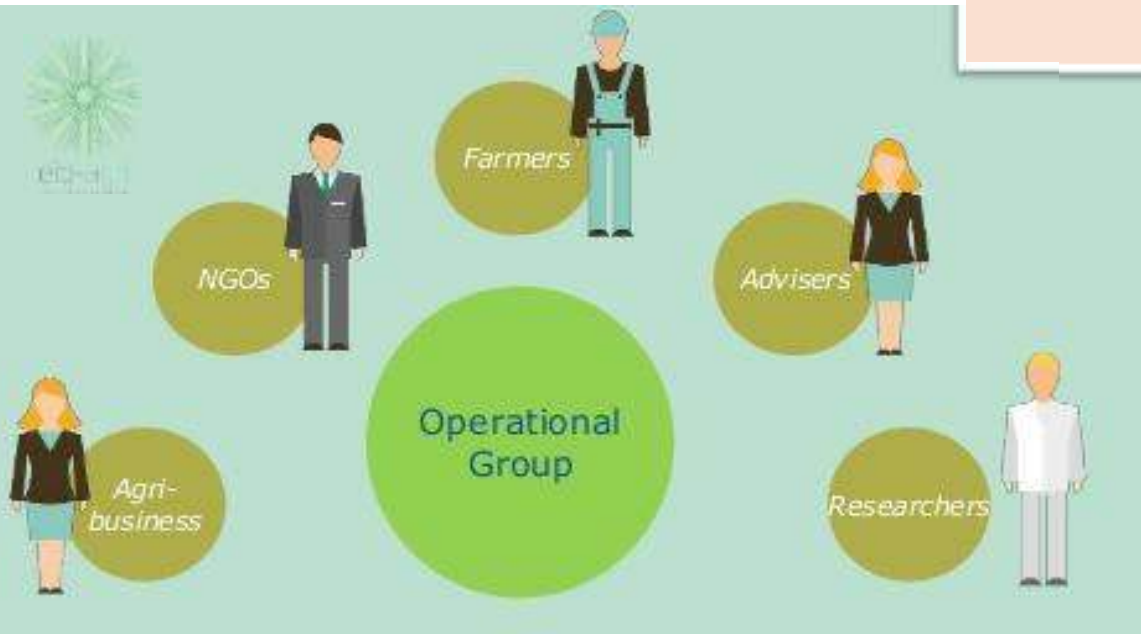 Farmers
NGOs
Advisers
Operational
Group
Agri-
business
Researchers